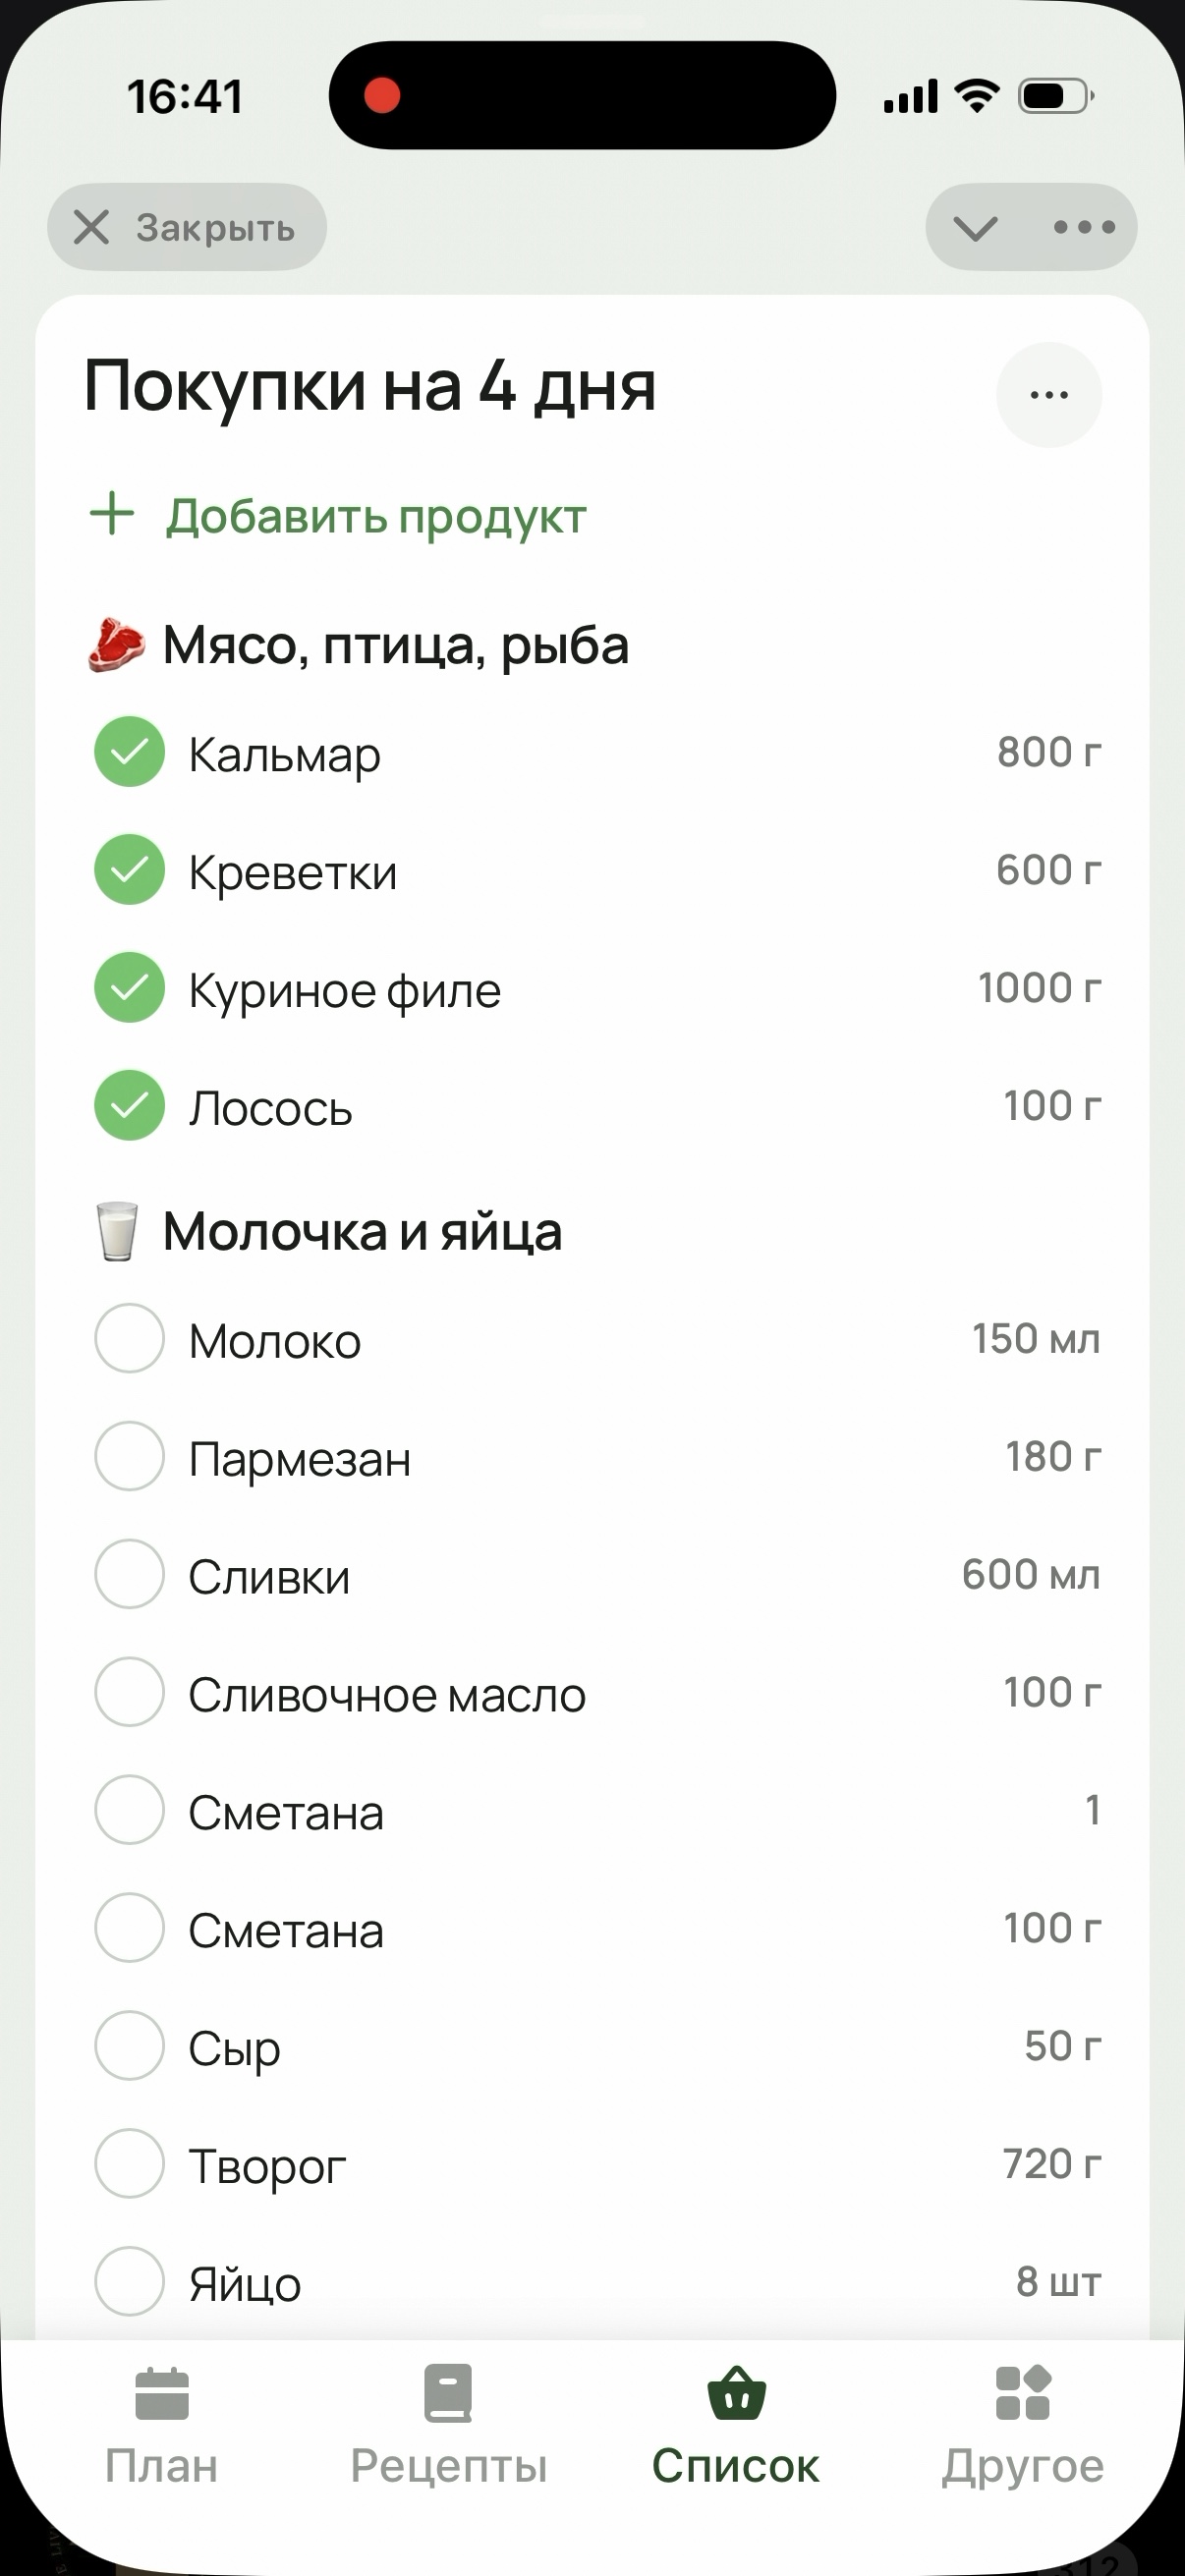 16:41
Закрыть
Покупки на 4 дня
Добавить продукт
Мясо, птица, рыба
Кальмар 800 г
Креветки 600 г
Куриное филе 1000 г
Лосось 100 г
Молочка и яйца
Молоко 150 мл
Пармезан 180 г
Сливки 600 мл
Сливочное масло 100 г
Сметана 1
Сметана 100 г
Сыр 50 г
Творог 720 г
Яйцо 8 шт
План Рецепты Список Другое